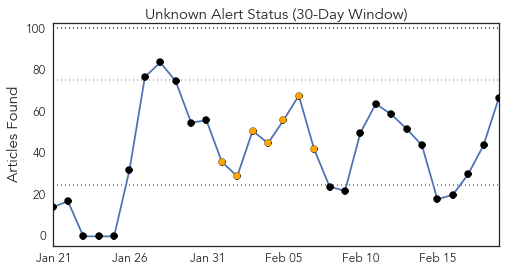 Unknown Alert Status (30-Day Window)
Articles Found
100
80
60
40
20
0
Jan 21 Jan 26 Jan 31 Feb 05 Feb 10 Feb 15